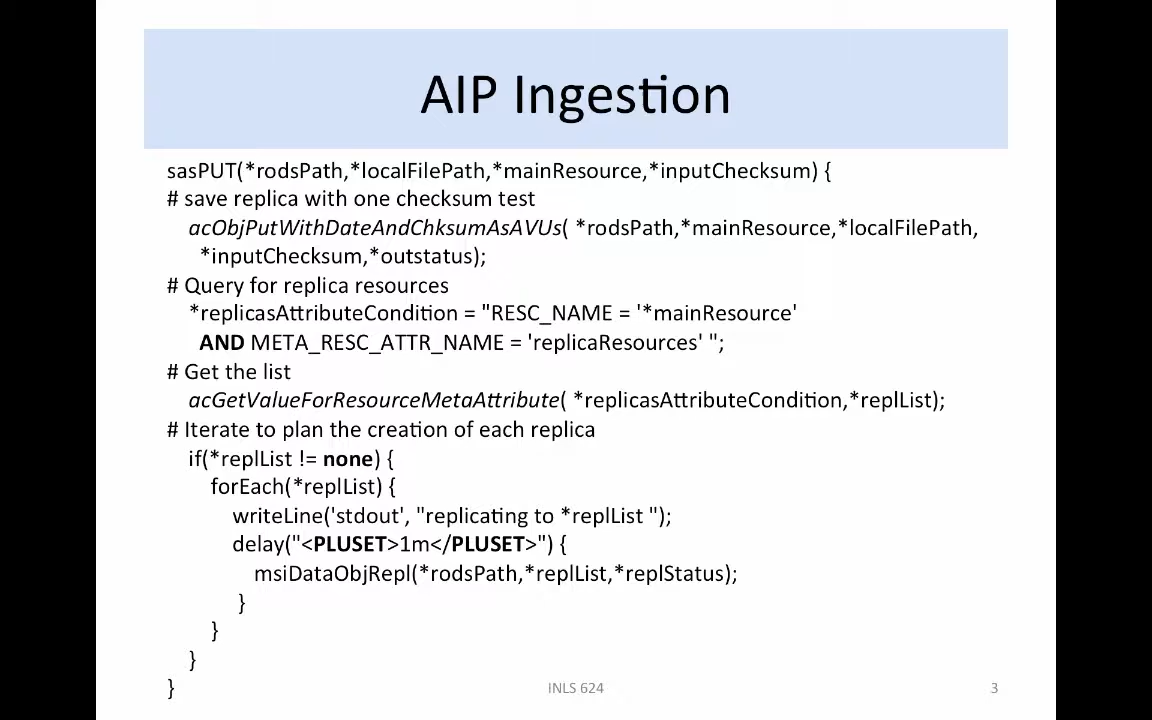 AIP Ingestion
sasPUT(*rodsPath,*localFilePath,*mainResource,*inputChecksum) {
# save replica with one checksum test
acObjPutWithDateAndChksumAsAVUs( *rodsPath,*mainResource,*localFilePath,
*inputChecksum,*outstatus);
# Query for replica resources
*replicasAttributeCondition = "RESC_NAME = '*mainResource'
AND META_RESC_ATTR_NAME = 'replicaResources' ";
# Get the list
acGetValueForResourceMetaAttribute( *replicasAttributeCondition,*replList);
# Iterate to plan the creation of each replica
if(*replList != none) {
forEach(*replList) {
writeLine('stdout', "replicating to *replList ");
delay("<PLUSET>1m</PLUSET>") {
msiDataObjRepl(*rodsPath,*replList,*replStatus);
}
}
}
}
INLS 624
3